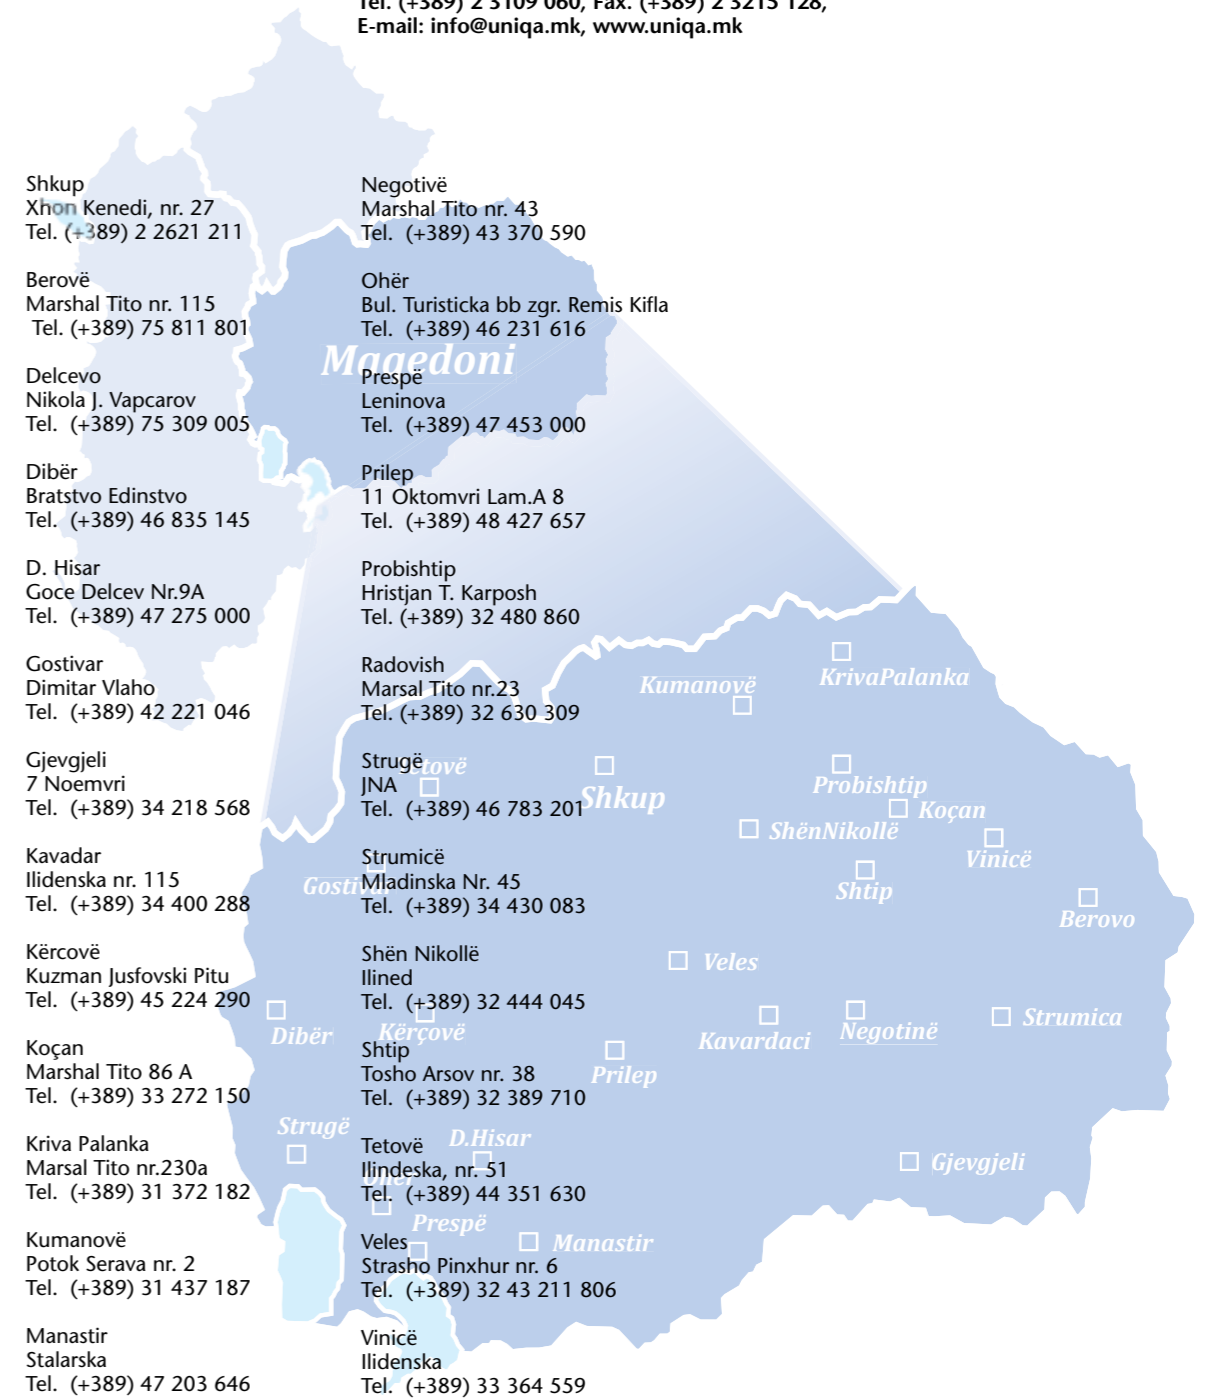 Tel. (+389) 2 3109 060, Fax. (+389) 2 3215 128,
E-mail: info@uniqa.mk, www.uniqa.mk
Shkup
Xhon Kenedi, nr. 27
Tel. (+389) 2 2621 211
Berovë
Marshal Tito nr. 115
Tel. (+389) 75 811 801
Delcevo
Nikola J. Vapcarov
Tel. (+389) 75 309 005
Dibër
Bratstvo Edinstvo
Tel. (+389) 46 835 145
D. Hisar
Goce Delcev Nr.9A
Tel. (+389) 47 275 000
Gostivar
Dimitar Vlaho
Tel. (+389) 42 221 046
Gjevgjeli
7 Noemvri
Tel. (+389) 34 218 568
Kavadar
Ilidenska nr. 115
Tel. (+389) 34 400 288
Kërcovë
Kuzman Jusfovski Pitu
Tel. (+389) 45 224 290
Koçan
Marshal Tito 86 A
Tel. (+389) 33 272 150
Kriva Palanka
Marsal Tito nr.230a
Tel. (+389) 31 372 182
Kumanovë
Potok Serava nr. 2
Tel. (+389) 31 437 187
Manastir
Stalarska
Tel. (+389) 47 203 646
Negotivë
Marshal Tito nr. 43
Tel. (+389) 43 370 590
Ohër
Bul. Turisticka bb zgr. Remis Kifla
Tel. (+389) 46 231 616
Prespë
Leninova
Tel. (+389) 47 453 000
Prilep
11 Oktomvri Lam.A 8
Tel. (+389) 48 427 657
Probishtip
Hristjan T. Karposh
Tel. (+389) 32 480 860
Radovish
Marsal Tito nr.23
Tel. (+389) 32 630 309
Strugë
JNA
Tel. (+389) 46 783 201
Strumicë
Mladinska Nr. 45
Tel. (+389) 34 430 083
Shën Nikollë
Ilined
Tel. (+389) 32 444 045
Shtip
Tosho Arsov nr. 38
Tel. (+389) 32 389 710
Tetovë
Ilindeska, nr. 51
Tel. (+389) 44 351 630
Veles
Strasho Pinxhur nr. 6
Tel. (+389) 32 43 211 806
Vinicë
Ilidenska
Tel. (+389) 33 364 559
KrivaPalanka
Kumanovë
Tetovë
Shkup
Probishtip
Koçan
ShënNikollë
Vinicë
Gostivar
Shtip
Berovo
Veles
Dibër
Kërçovë
Kavardaci
Negotinë
Strumica
Prilep
Strugë
D.Hisar
Gjevgjeli
Ohër
Prespë
Manastir